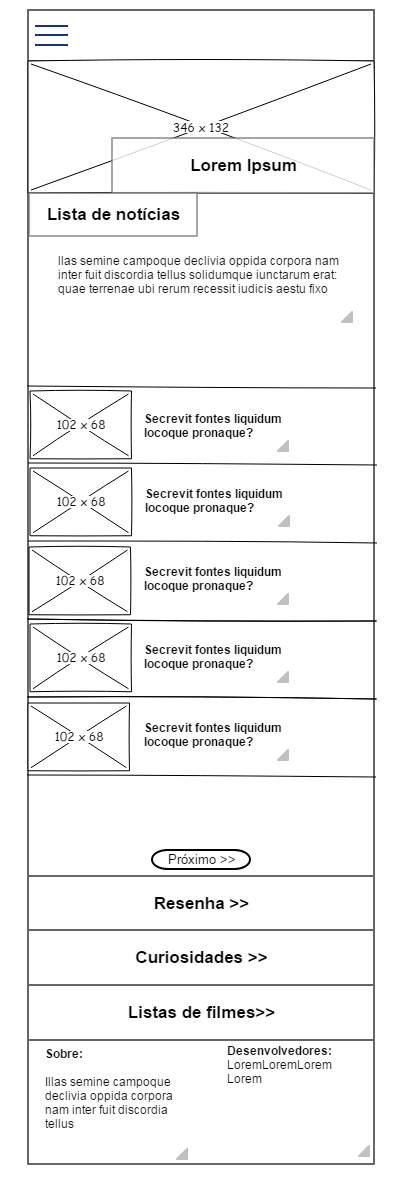 346 x 132
Lorem Ipsum
Lista de notícias
Ilas semine campoque declivia oppida corpora nam
inter fuit discordia tellus solidumque iunctarum erat:
quae terrenae ubi rerum recessit iudicis aestu fixo
102 x 68
Secrevit fontes liquidum
locoque pronaque?
102 x 68
Secrevit fontes liquidum
locoque pronaque?
102 x 68
Secrevit fontes liquidum
locoque pronaque?
102 x 68
Secrevit fontes liquidum
locoque pronaque?
102 x 68
Secrevit fontes liquidum
locoque pronaque?
Próximo >>
Resenha >>
Curiosidades >>
Listas de filmes>>
Sobre:
Illas semine campoque
declivia oppida corpora
nam inter fuit discordia
tellus
Desenvolvedores:
LoremLoremLorem
Lorem